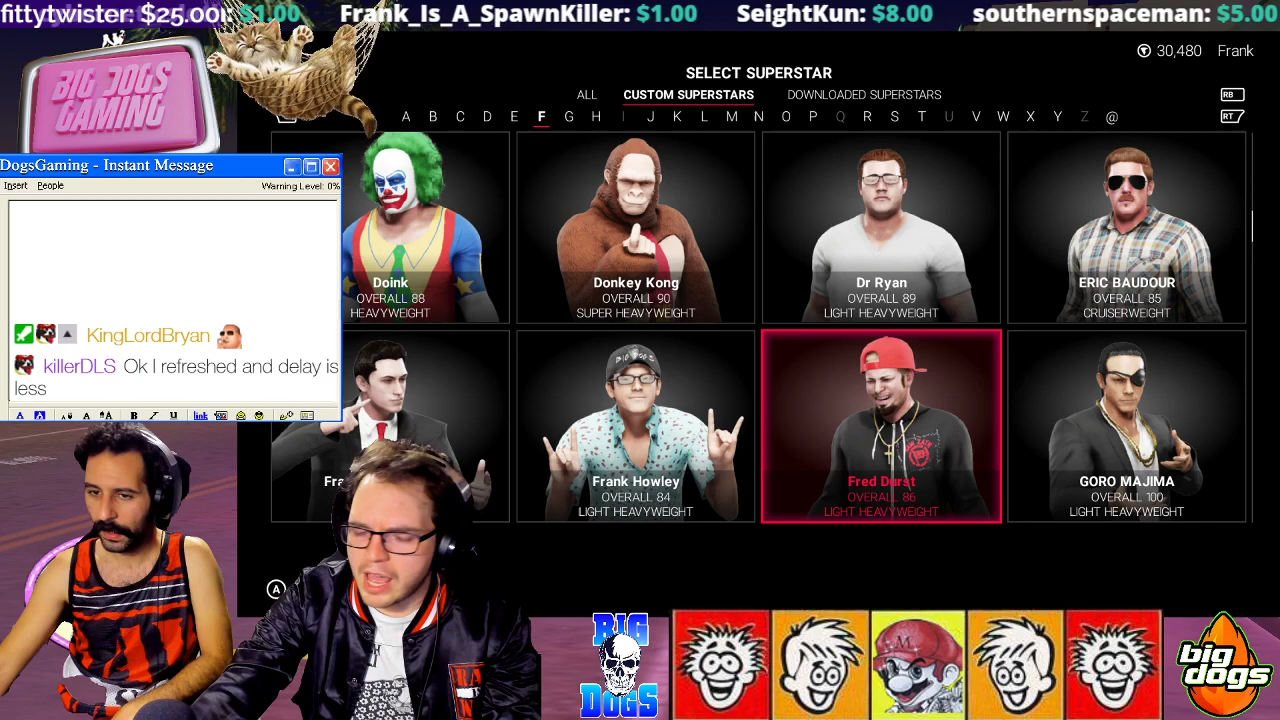 fittytwister: $25.00!: $1.00 Frank_Is_A_SpawnKiller: $1.00 SeightKun: $8.00 southernspaceman: $5.00
30,480 Frank
SELECT SUPERSTAR
ALL CUSTOM SUPERSTARS DOWNLOADED SUPERSTARS
RB
A B C D E F G H I J K L M N O P Q R S T U V W X Y Z @
RT
BIG DOGS
GAMING
DogsGaming - Instant Message
Insert People Warning Level: 0%
KingLordBryan
killerDLS Ok I refreshed and delay is
less
B I U link
Doink
OVERALL 88
HEAVYWEIGHT
Donkey Kong
OVERALL 90
SUPER HEAVYWEIGHT
Dr Ryan
OVERALL 89
LIGHT HEAVYWEIGHT
ERIC BAUDOUR
OVERALL 85
CRUISERWEIGHT
Fra
BIG DOGS
Frank Howley
OVERALL 84
LIGHT HEAVYWEIGHT
Fred Durst
OVERALL 86
LIGHT HEAVYWEIGHT
GORO MAJIMA
OVERALL 100
LIGHT HEAVYWEIGHT
A
BIG
DOGS
M
big
dogs